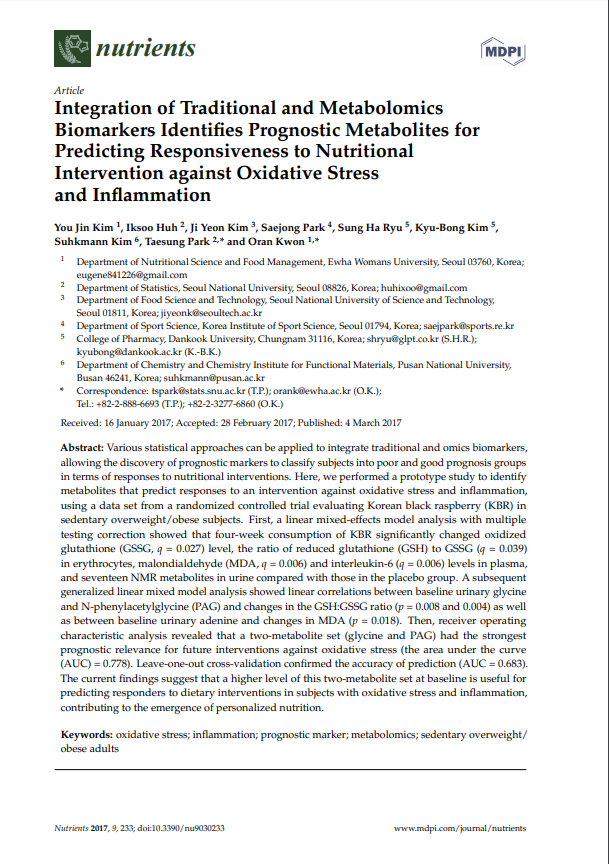 nutrients
MDPI
Article
Integration of Traditional and Metabolomics
Biomarkers Identifies Prognostic Metabolites for
Predicting Responsiveness to Nutritional
Intervention against Oxidative Stress
and Inflammation
You Jin Kim 1, Iksoo Huh 2, Ji Yeon Kim 3, Saejong Park 4, Sung Ha Ryu 5, Kyu-Bong Kim 5,
Suhkmann Kim 6, Taesung Park 2,* and Oran Kwon 1,*
1 Department of Nutritional Science and Food Management, Ewha Womans University, Seoul 03760, Korea;
eugene841226@gmail.com
2 Department of Statistics, Seoul National University, Seoul 08826, Korea; huhixoo@gmail.com
3 Department of Food Science and Technology, Seoul National University of Science and Technology,
Seoul 01811, Korea; jiyeonk@seoultech.ac.kr
4 Department of Sport Science, Korea Institute of Sport Science, Seoul 01794, Korea; saejpark@sports.re.kr
5 College of Pharmacy, Dankook University, Chungnam 31116, Korea; shryu@glpt.co.kr (S.H.R.);
kyubong@dankook.ac.kr (K.-B.K.)
6 Department of Chemistry and Chemistry Institute for Functional Materials, Pusan National University,
Busan 46241, Korea; suhkmann@pusan.ac.kr
* Correspondence: tspark@stats.snu.ac.kr (T.P.); orank@ewha.ac.kr (O.K.);
Tel.: +82-2-888-6693 (T.P.); +82-2-3277-6860 (O.K.)
Received: 16 January 2017; Accepted: 28 February 2017; Published: 4 March 2017
Abstract: Various statistical approaches can be applied to integrate traditional and omics biomarkers,
allowing the discovery of prognostic markers to classify subjects into poor and good prognosis groups
in terms of responses to nutritional interventions. Here, we performed a prototype study to identify
metabolites that predict responses to an intervention against oxidative stress and inflammation,
using a data set from a randomized controlled trial evaluating Korean black raspberry (KBR) in
sedentary overweight/obese subjects. First, a linear mixed-effects model analysis with multiple
testing correction showed that four-week consumption of KBR significantly changed oxidized
glutathione (GSSG, q = 0.027) level, the ratio of reduced glutathione (GSH) to GSSG (q = 0.039)
in erythrocytes, malondialdehyde (MDA, q = 0.006) and interleukin-6 (q = 0.006) levels in plasma,
and seventeen NMR metabolites in urine compared with those in the placebo group. A subsequent
generalized linear mixed model analysis showed linear correlations between baseline urinary glycine
and N-phenylacetylglycine (PAG) and changes in the GSH:GSSG ratio (p = 0.008 and 0.004) as well
as between baseline urinary adenine and changes in MDA (p = 0.018). Then, receiver operating
characteristic analysis revealed that a two-metabolite set (glycine and PAG) had the strongest
prognostic relevance for future interventions against oxidative stress (the area under the curve
(AUC) = 0.778). Leave-one-out cross-validation confirmed the accuracy of prediction (AUC = 0.683).
The current findings suggest that a higher level of this two-metabolite set at baseline is useful for
predicting responders to dietary interventions in subjects with oxidative stress and inflammation,
contributing to the emergence of personalized nutrition.
Keywords: oxidative stress; inflammation; prognostic marker; metabolomics; sedentary overweight/
obese adults
Nutrients 2017, 9, 233; doi:10.3390/nu9030233
www.mdpi.com/journal/nutrients